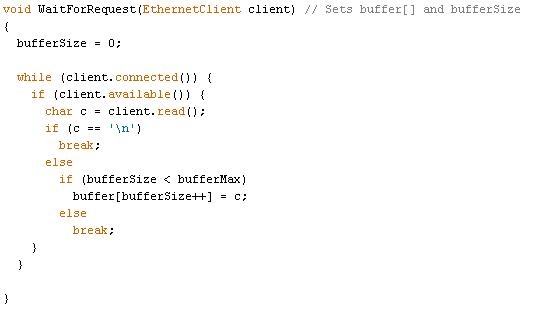 void WaitForRequest(EthernetClient client) // Sets buffer[] and bufferSize
{
  bufferSize = 0;

  while (client.connected()) {
    if (client.available()) {
      char c = client.read();
      if (c == '\n')
        break;
      else
        if (bufferSize < bufferMax)
          buffer[bufferSize++] = c;
        else
          break;
    }
  }

}